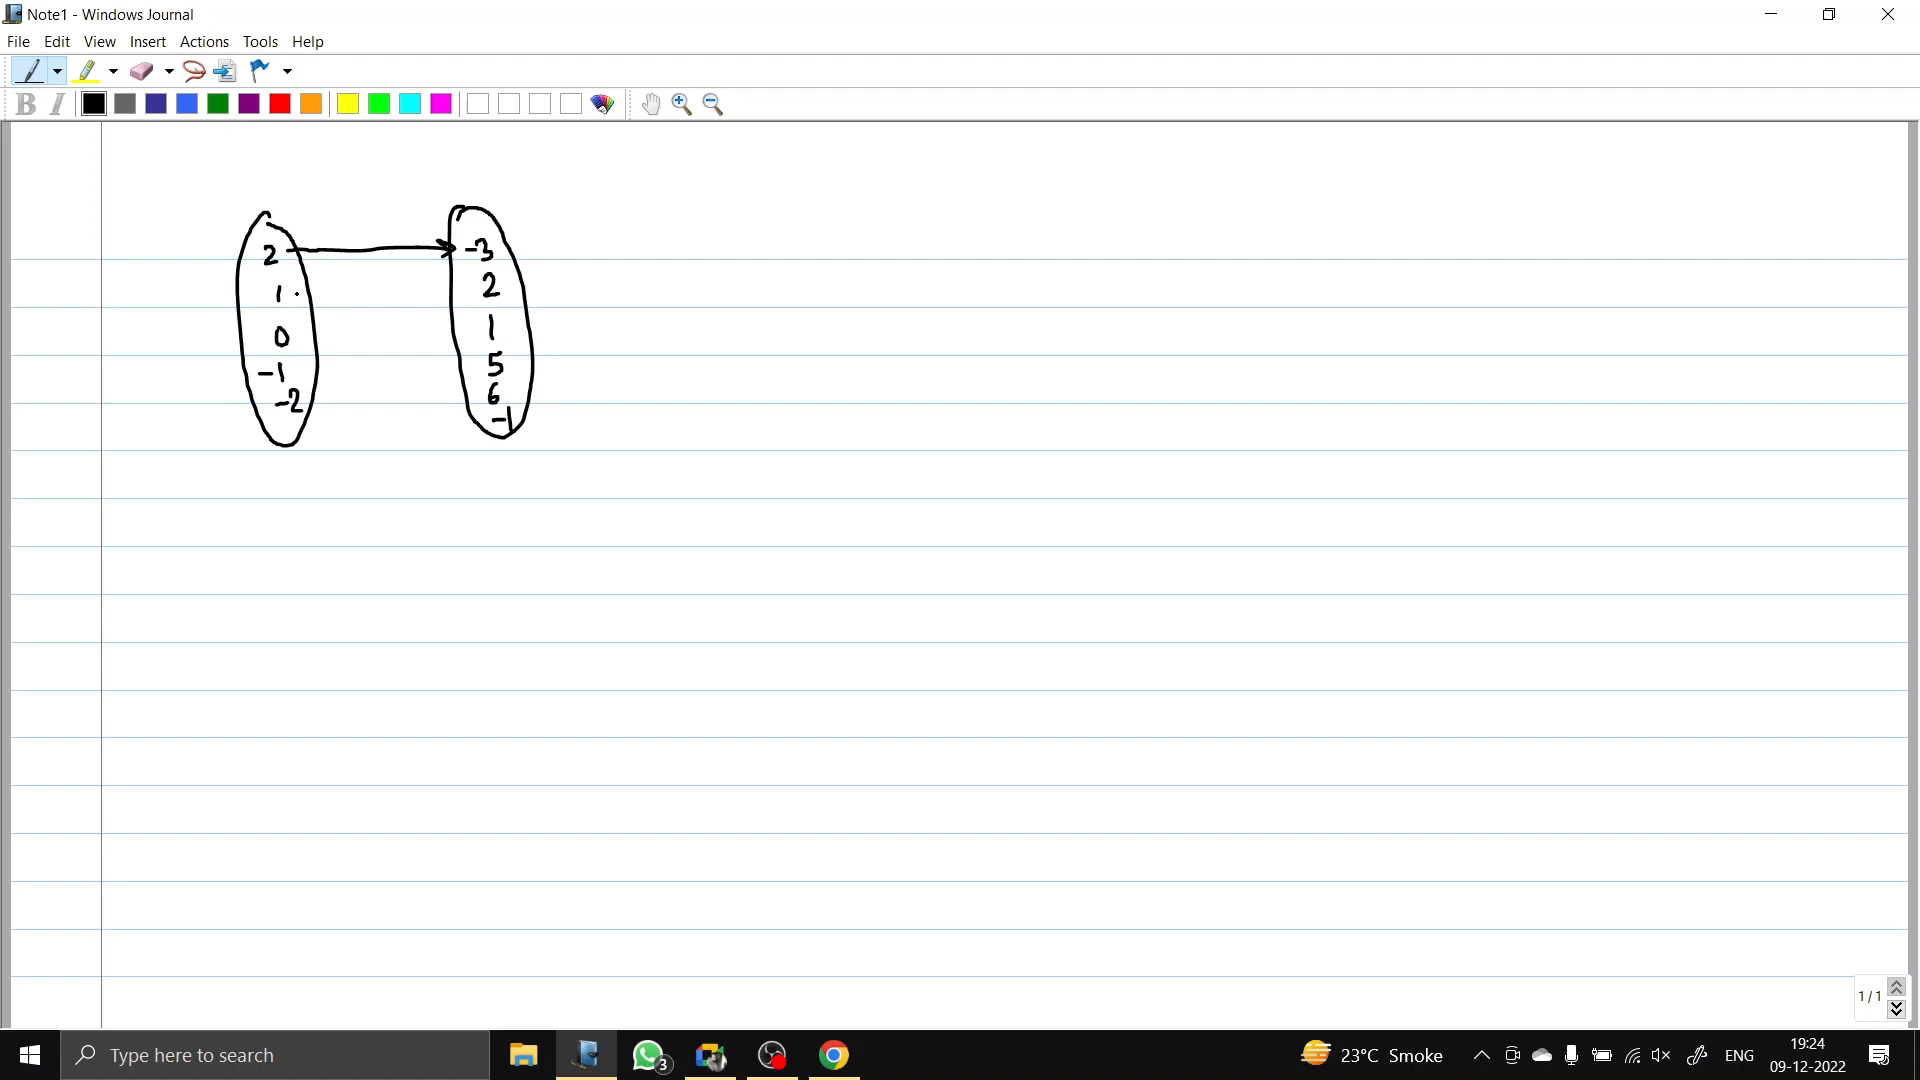 Note1 - Windows Journal
File Edit View Insert Actions Tools Help
B I
2 -3
1 2
0 1
-1 5
-2 6
-1
1 / 1
Type here to search
3
23°C Smoke
ENG
19:24
09-12-2022